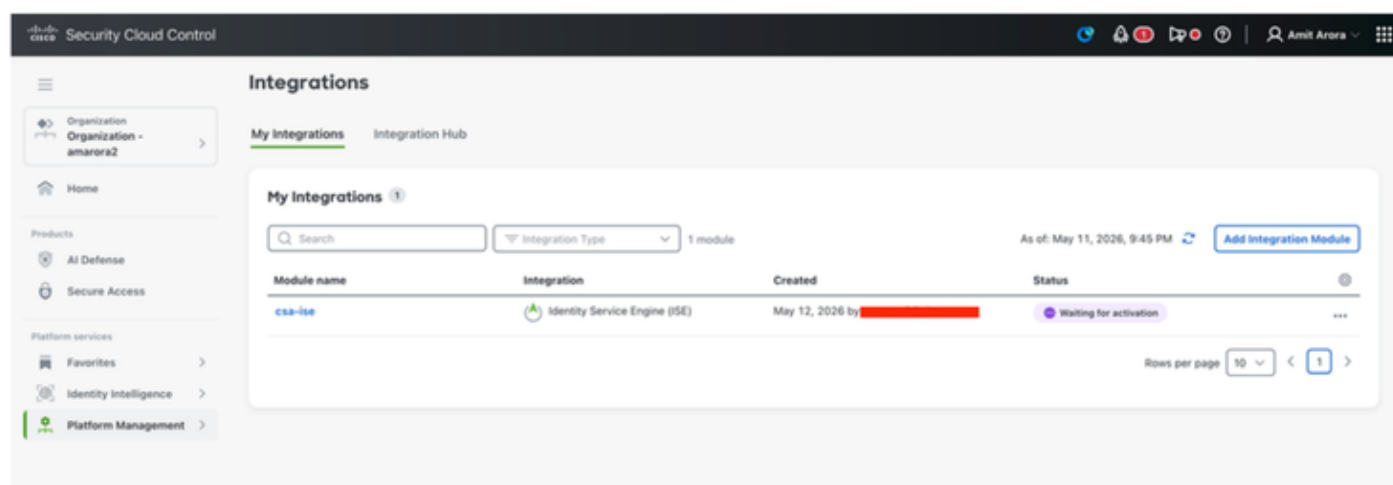 CISCO Security Cloud Control
1 Amit Arora
Integrations
Organization
Organization -
amarora2
My Integrations Integration Hub
Home
My Integrations 1
Search Integration Type 1 module As of: May 11, 2026, 9:45 PM Add Integration Module
Products
AI Defense
Secure Access
Module name Integration Created Status
csa-ise Identity Service Engine (ISE) May 12, 2026 by Waiting for activation
Platform services
Favorites
Identity Intelligence
Platform Management
Rows per page 10 1